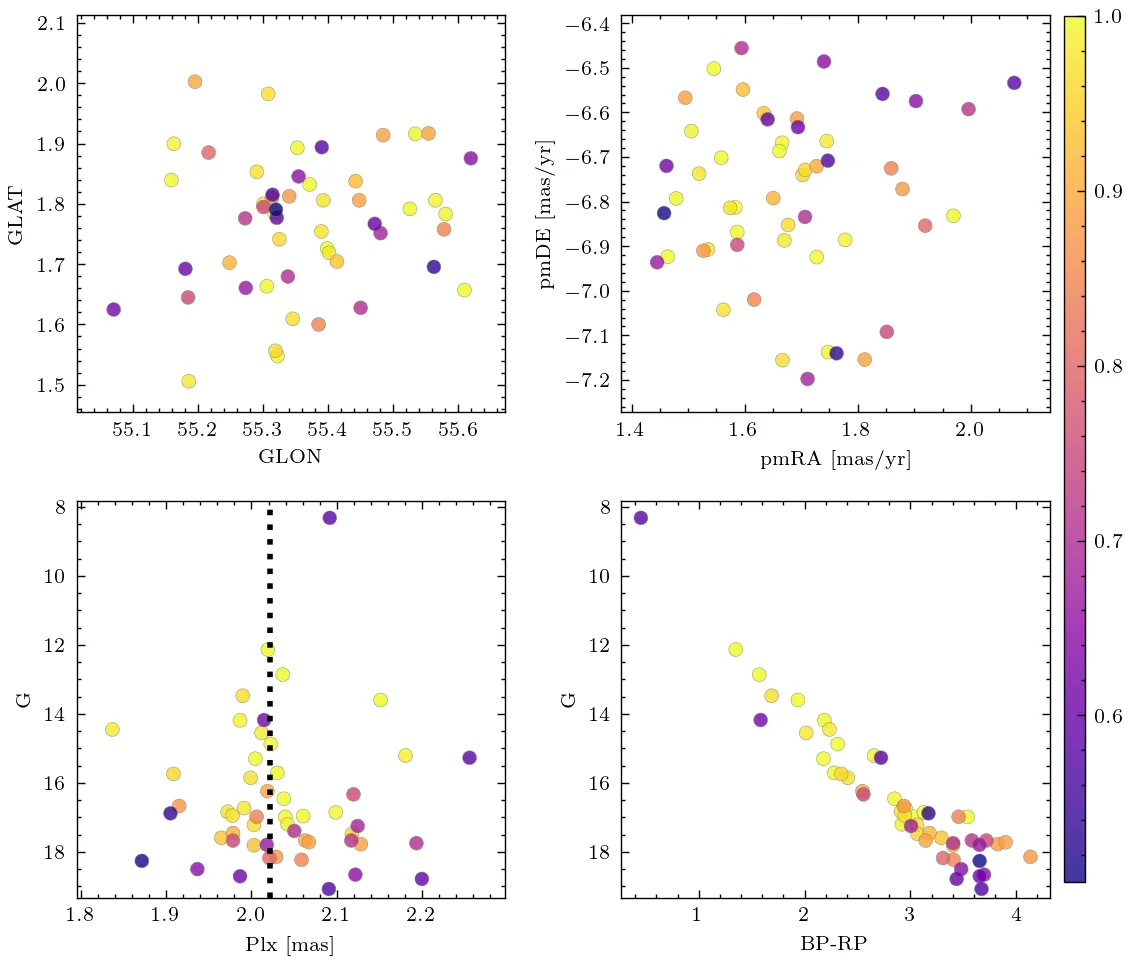 2.1
2.0
1.9
1.8
1.7
1.6
1.5
GLAT
55.1 55.2 55.3 55.4 55.5 55.6
GLON
−6.4
−6.5
−6.6
−6.7
−6.8
−6.9
−7.0
−7.1
−7.2
pmDE [mas/yr]
1.4 1.6 1.8 2.0
pmRA [mas/yr]
8
10
12
14
16
18
G
1.8 1.9 2.0 2.1 2.2
Plx [mas]
8
10
12
14
16
18
G
1 2 3 4
BP-RP
1.0
0.9
0.8
0.7
0.6